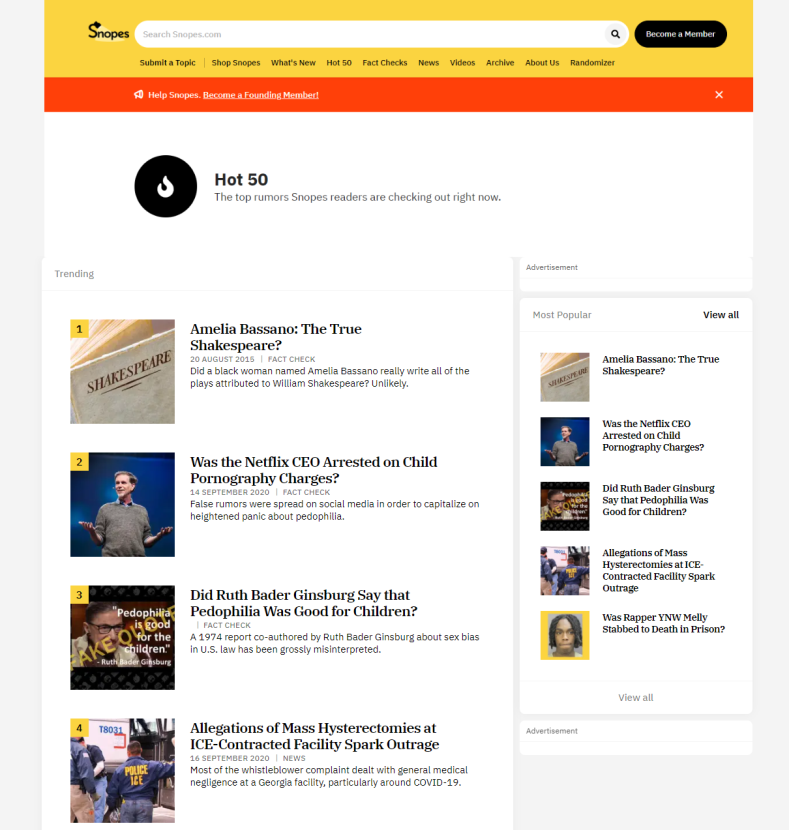 Snopes
Search Snopes.com
Become a Member
Submit a Topic
Shop Snopes
What's New
Hot 50
Fact Checks
News
Videos
Archive
About Us
Randomizer
Help Snopes. Become a Founding Member!
Hot 50
The top rumors Snopes readers are checking out right now.
Trending
1
SHAKESPEARE
Amelia Bassano: The True
Shakespeare?
20 AUGUST 2015 | FACT CHECK
Did a black woman named Amelia Bassano really write all of the
plays attributed to William Shakespeare? Unlikely.
2
Was the Netflix CEO Arrested on Child
Pornography Charges?
14 SEPTEMBER 2020 | FACT CHECK
False rumors were spread on social media in order to capitalize on
heightened panic about pedophilia.
3
"Pedophilia
is good
for the
children."
- Ruth Bader Ginsburg
Did Ruth Bader Ginsburg Say that
Pedophilia Was Good for Children?
| FACT CHECK
A 1974 report co-authored by Ruth Bader Ginsburg about sex bias
in U.S. law has been grossly misinterpreted.
4
T8031
POLICE
ICE
Allegations of Mass Hysterectomies at
ICE-Contracted Facility Spark Outrage
16 SEPTEMBER 2020 | NEWS
Most of the whistleblower complaint dealt with general medical
negligence at a Georgia facility, particularly around COVID-19.
Advertisement
Most Popular
View all
SHAKESPEARE
Amelia Bassano: The True
Shakespeare?
Was the Netflix CEO
Arrested on Child
Pornography Charges?
Did Ruth Bader Ginsburg
Say that Pedophilia Was
Good for Children?
Allegations of Mass
Hysterectomies at ICE-
Contracted Facility Spark
Outrage
Was Rapper YNW Melly
Stabbed to Death in Prison?
View all
Advertisement